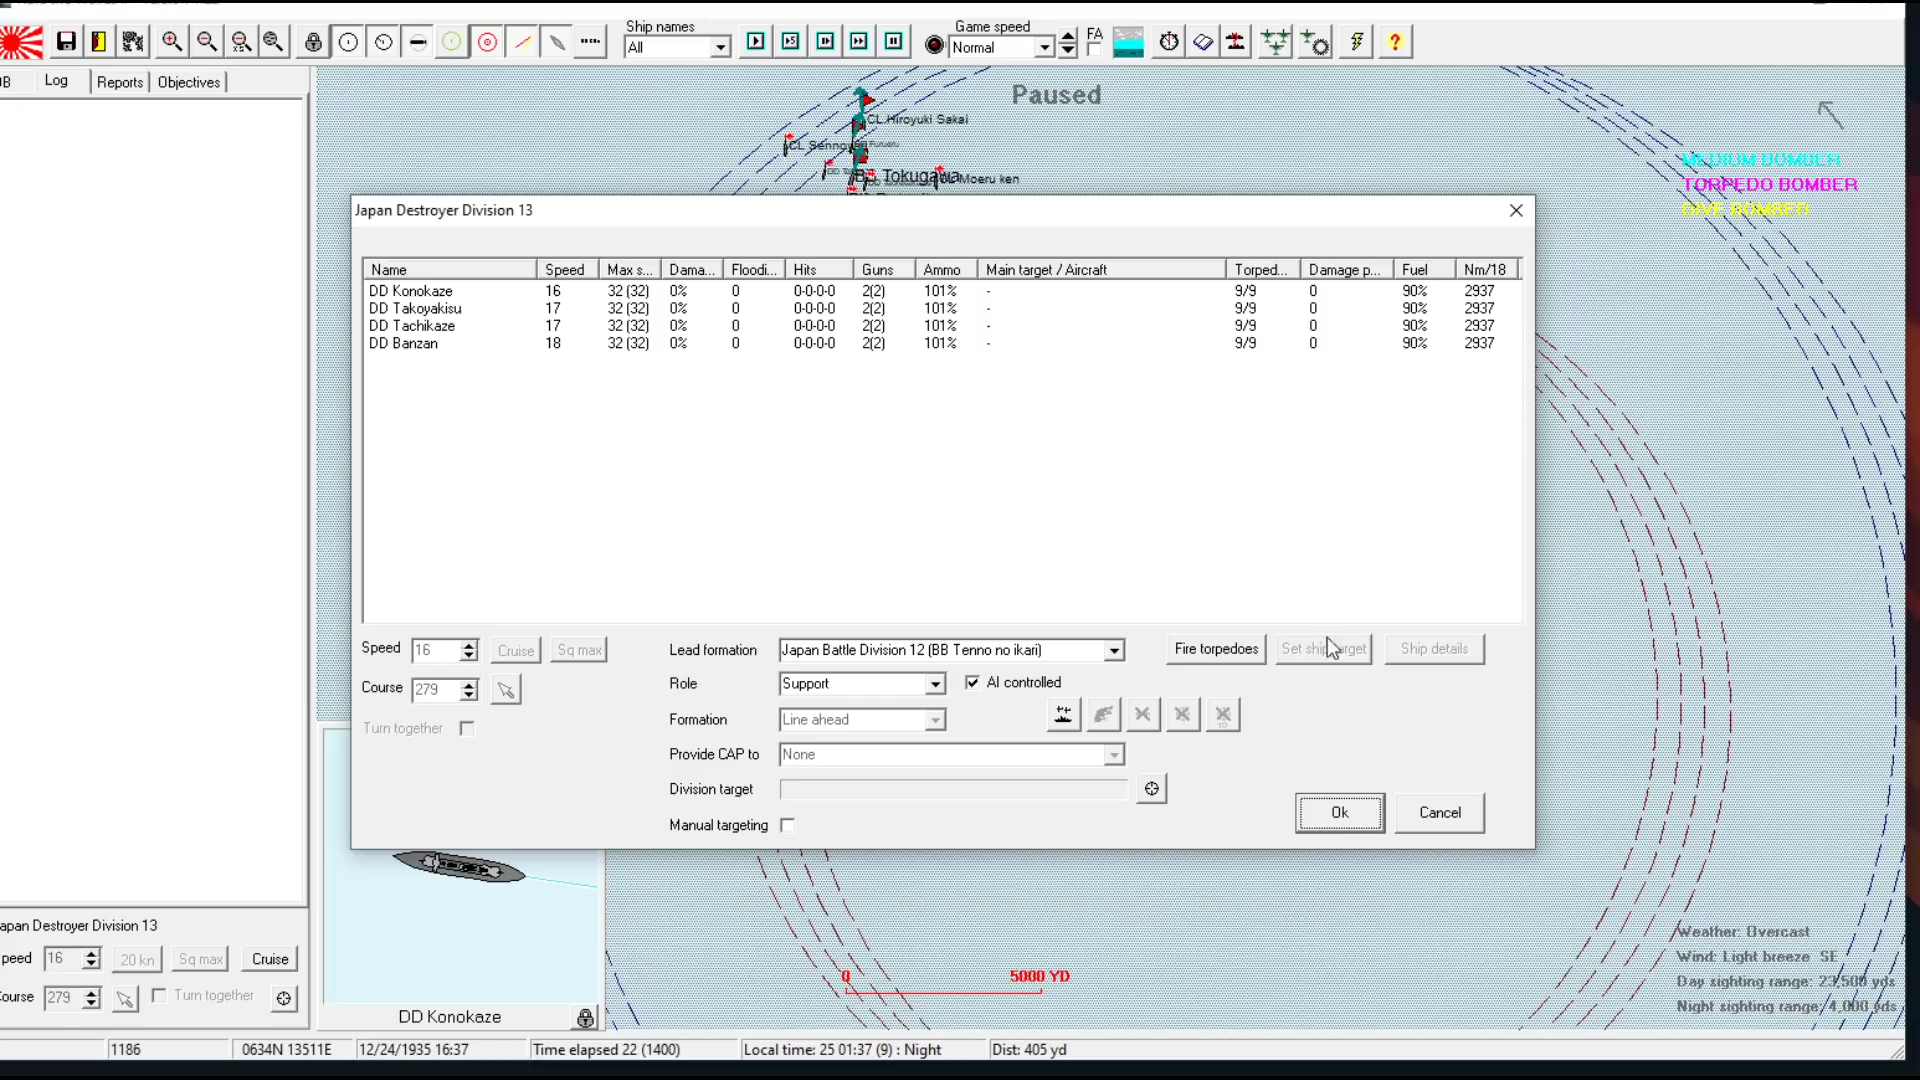 Ship names
All
Game speed
Normal
FA
Log
Reports
Objectives
Paused
CL Hiroyuki Sakai
MEDIUM BOMBER
TORPEDO BOMBER
DIVE BOMBER
Japan Destroyer Division 13
Name Speed Max s... Dama... Floodi... Hits Guns Ammo Main target / Aircraft Torped... Damage p... Fuel Nm/18
DD Konokaze 16 32 (32) 0% 0 0-0-0-0 2(2) 101% - 9/9 0 90% 2937
DD Takoyakisu 17 32 (32) 0% 0 0-0-0-0 2(2) 101% - 9/9 0 90% 2937
DD Tachikaze 17 32 (32) 0% 0 0-0-0-0 2(2) 101% - 9/9 0 90% 2937
DD Banzan 18 32 (32) 0% 0 0-0-0-0 2(2) 101% - 9/9 0 90% 2937
Speed 16 Cruise Sq max
Course 279
Turn together
Lead formation Japan Battle Division 12 (BB Tenno no ikari)
Role Support AI controlled
Formation Line ahead
Provide CAP to None
Division target
Manual targeting
Fire torpedoes Set ship target Ship details
Ok Cancel
apan Destroyer Division 13
peed 16 20 kn Sq max Cruise
ourse 279 Turn together
DD Konokaze
0 5000 YD
Weather: Overcast
Wind: Light breeze SE
Day sighting range: 23,500 yds
Night sighting range: 4,000 yds
1186 0634N 13511E 12/24/1935 16:37 Time elapsed 22 (1400) Local time: 25 01:37 (9) : Night Dist: 405 yd